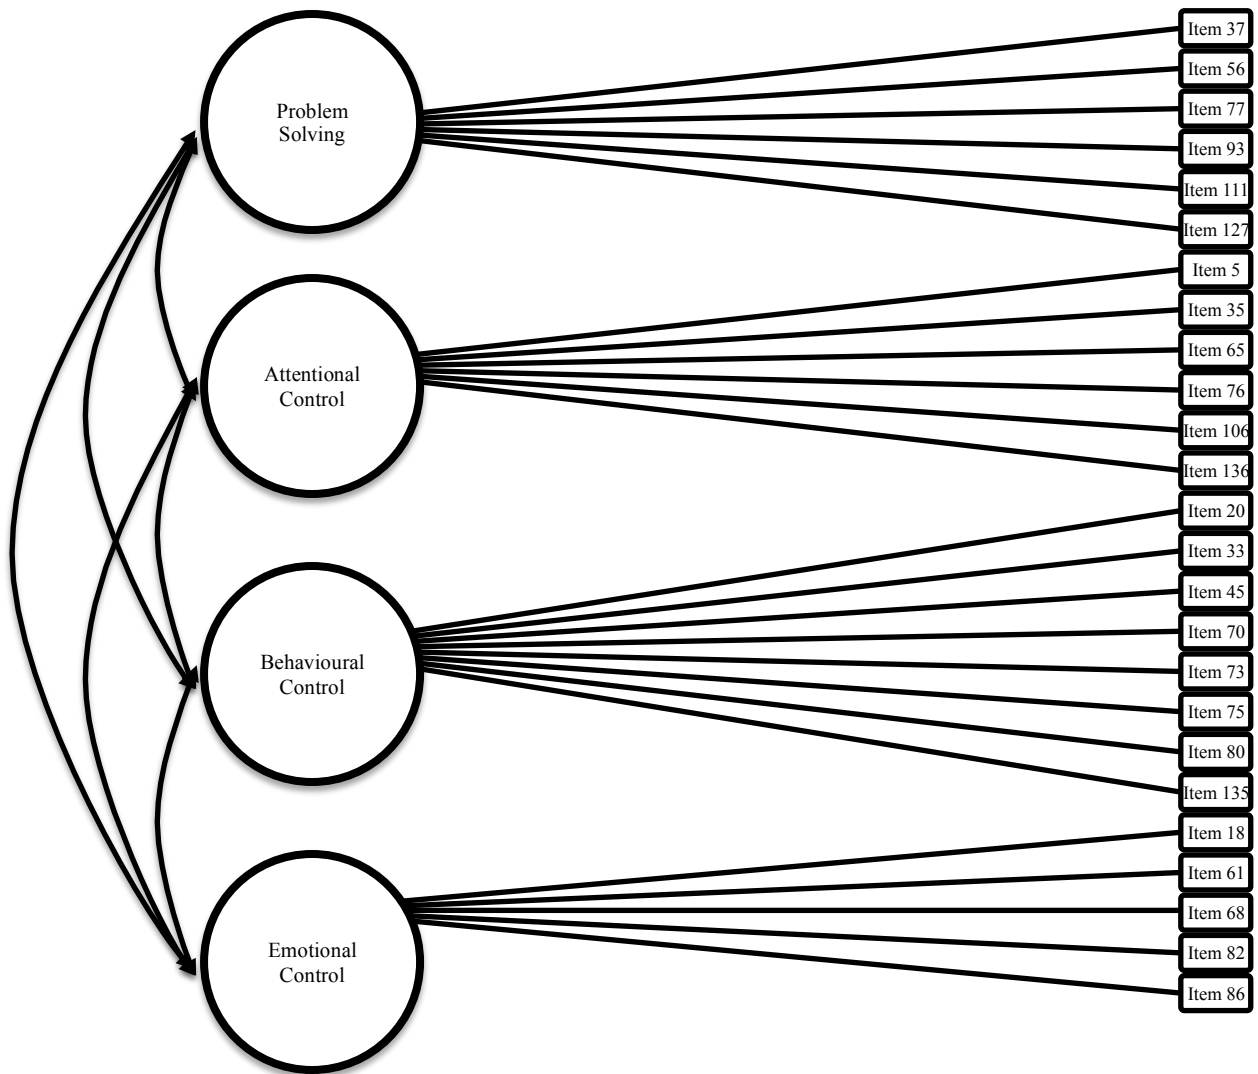 Problem
Solving
Attentional
Control
Behavioural
Control
Emotional
Control
Item 37
Item 56
Item 77
Item 93
Item 111
Item 127
Item 5
Item 35
Item 65
Item 76
Item 106
Item 136
Item 20
Item 33
Item 45
Item 70
Item 73
Item 75
Item 80
Item 135
Item 18
Item 61
Item 68
Item 82
Item 86